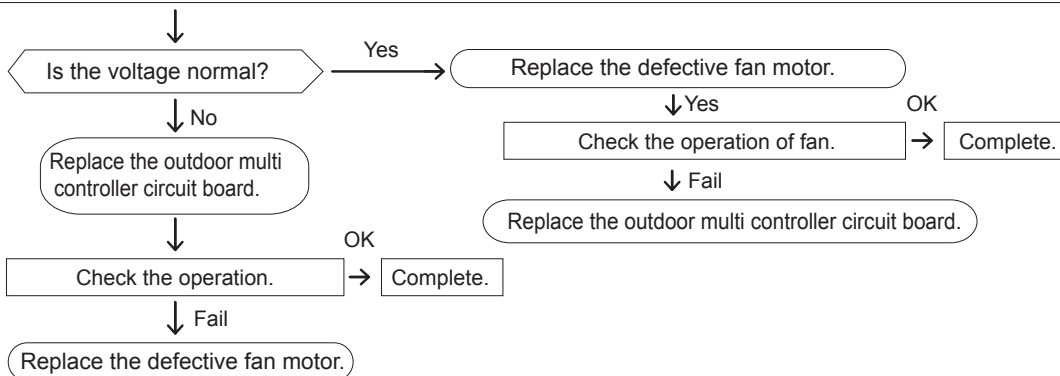 Is the voltage normal?
Yes
Replace the defective fan motor.
No
Yes
OK
Replace the outdoor multi
controller circuit board.
Check the operation of fan.
Complete.
Fail
Replace the outdoor multi controller circuit board.
OK
Check the operation.
Complete.
Fail
Replace the defective fan motor.